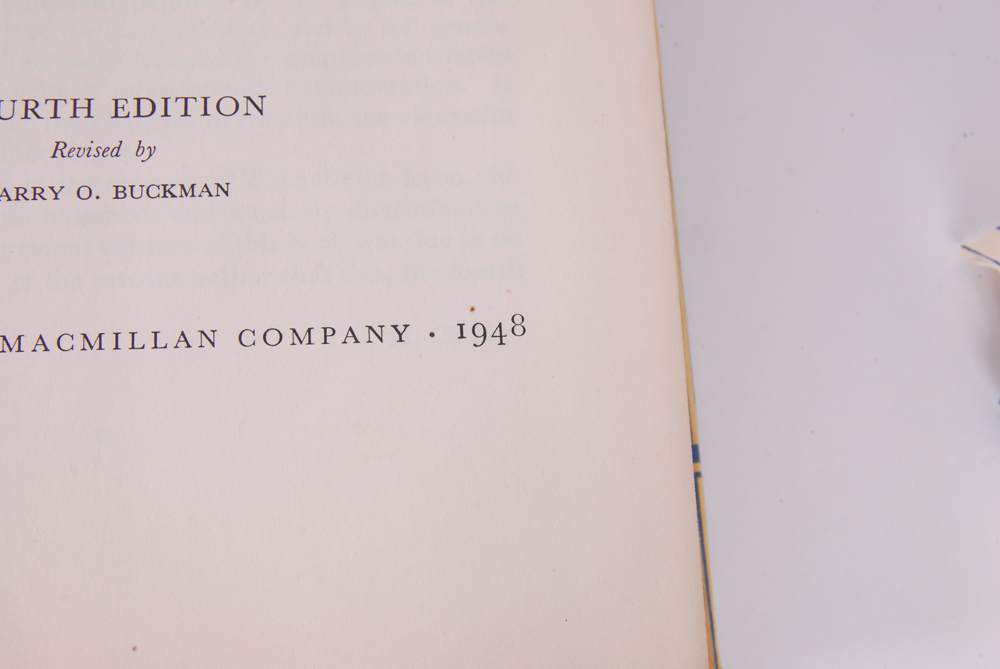 URTH EDITION
Revised by
ARRY O. BUCKMAN
MACMILLAN COMPANY · 1948